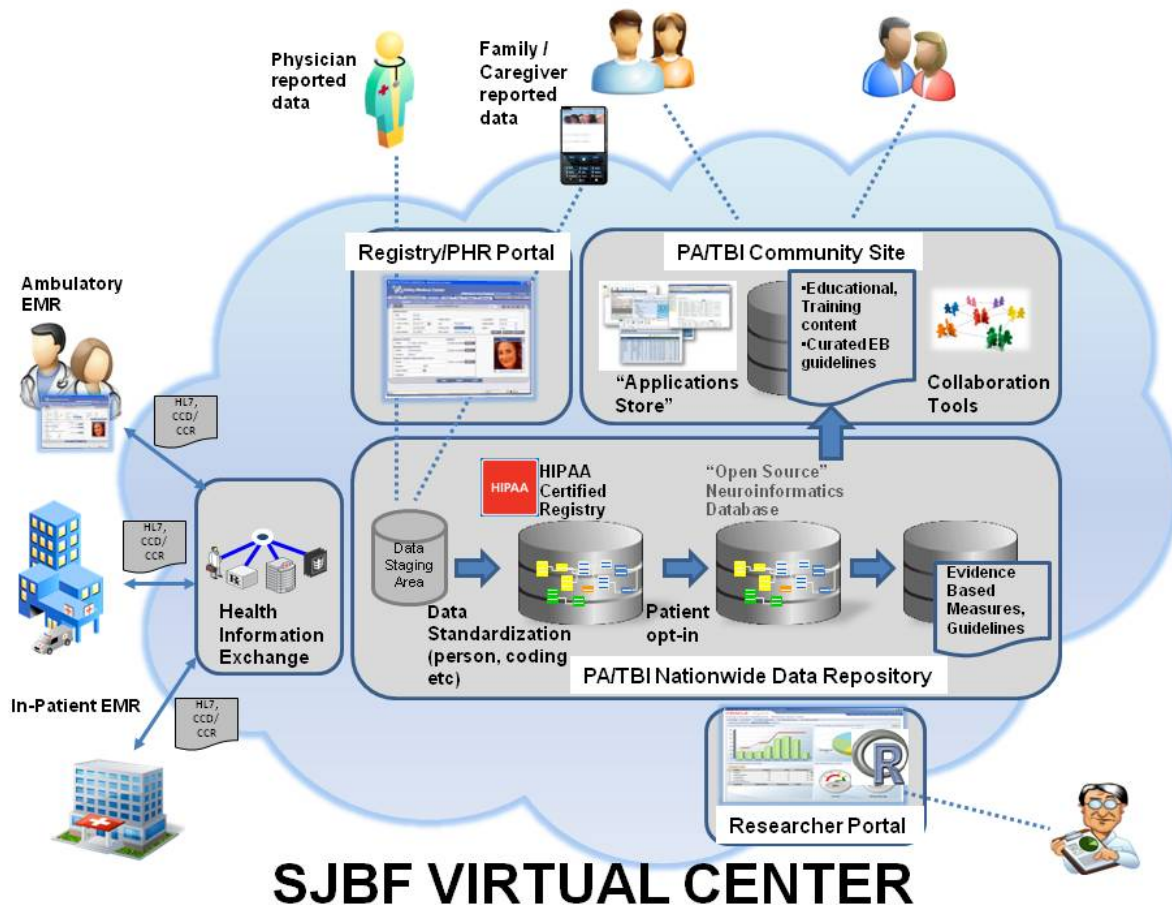 Physician
reported
data
Family /
Caregiver
reported
data
Registry/PHR Portal
PA/TBI Community Site
▪Educational,
Training
content
▪Curated EB
guidelines
"Applications
Store"
Collaboration
Tools
Ambulatory
EMR
HL7,
CCD/
CCR
HL7,
CCD/
CCR
Health
Information
Exchange
In-Patient EMR
HL7,
CCD/
CCR
HIPAA
HIPAA
Certified
Registry
"Open Source"
Neuroinformatics
Database
Data
Staging
Area
Data
Standardization
(person, coding
etc)
Patient
opt-in
Evidence
Based
Measures,
Guidelines
PA/TBI Nationwide Data Repository
R
Researcher Portal
SJBF VIRTUAL CENTER